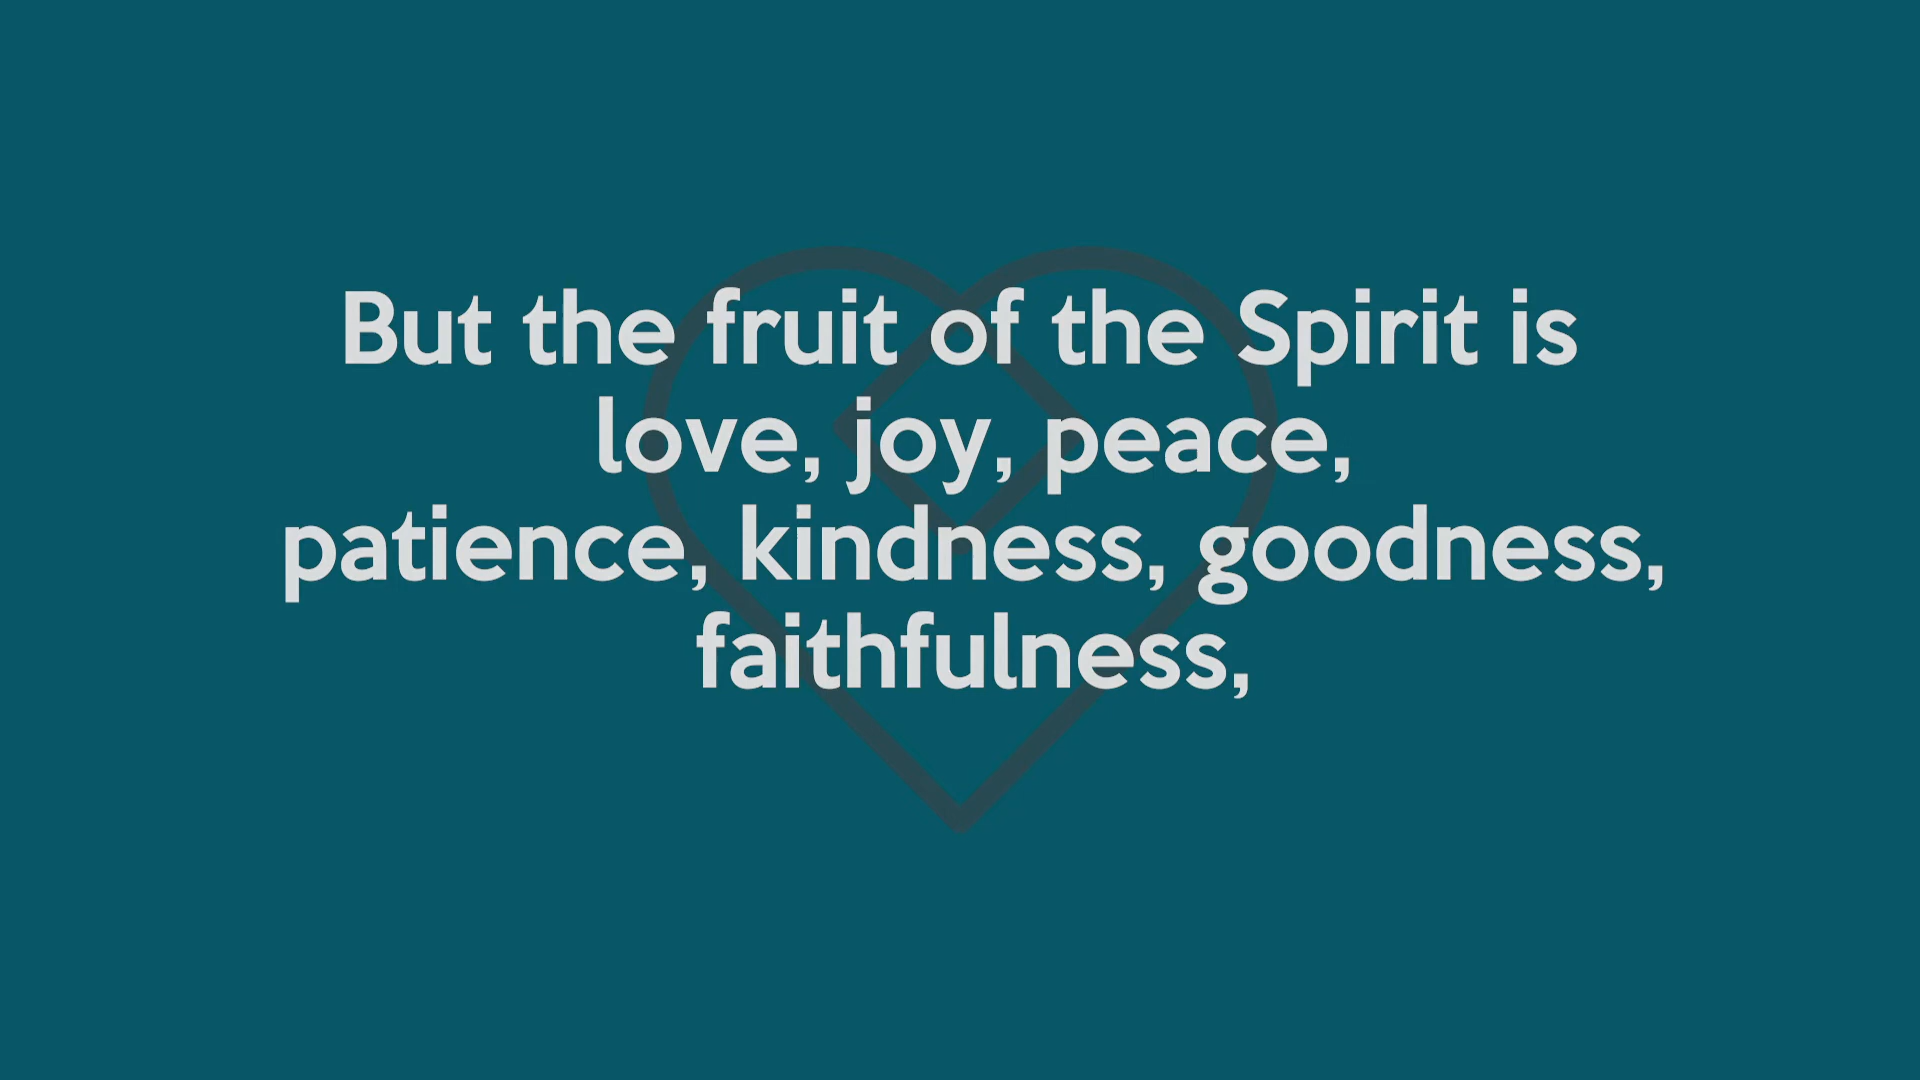 But the fruit of the Spirit is
love, joy, peace,
patience, kindness, goodness,
faithfulness,